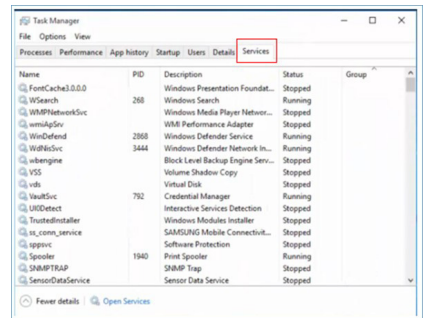 Task Manager
File Options View
Processes Performance App history Startup Users Details Services
Name PID Description Status Group
FontCache3.0.0.0 Windows Presentation Foundat... Stopped
WSearch 268 Windows Search Running
WMPNetworkSvc Windows Media Player Networ... Stopped
wmiApSrv WMI Performance Adapter Stopped
WinDefend 2868 Windows Defender Service Running
WdNisSvc 3444 Windows Defender Network In... Running
wbengine Block Level Backup Engine Serv... Stopped
VSS Volume Shadow Copy Stopped
vds Virtual Disk Stopped
VaultSvc 792 Credential Manager Running
UI0Detect Interactive Services Detection Stopped
TrustedInstaller Windows Modules Installer Stopped
ss_conn_service SAMSUNG Mobile Connectivit... Stopped
sppsvc Software Protection Stopped
Spooler 1940 Print Spooler Running
SNMPTRAP SNMP Trap Stopped
SensorDataService Sensor Data Service Stopped
Fewer details Open Services